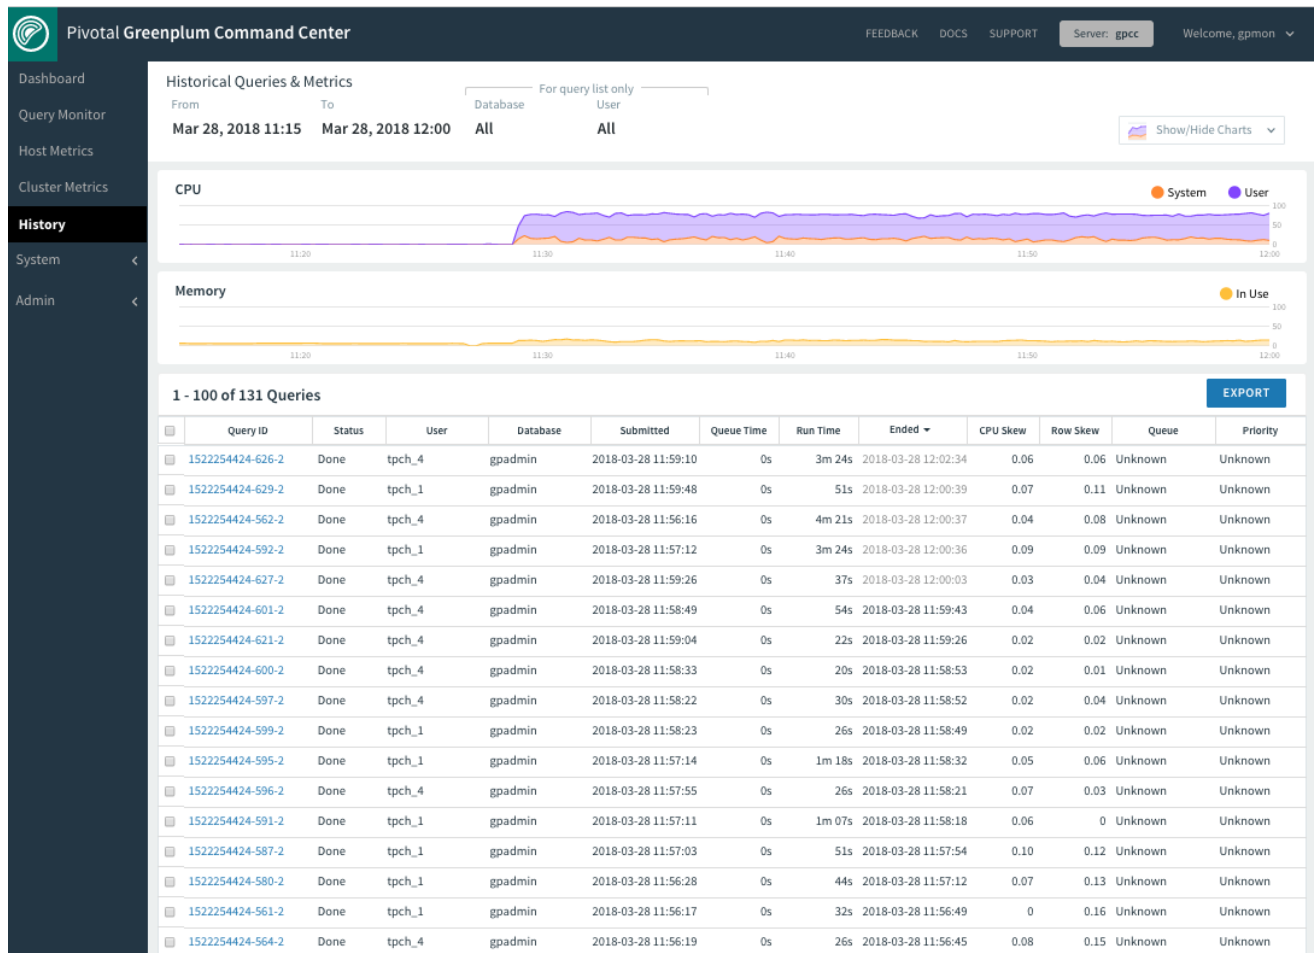 Pivotal Greenplum Command Center
FEEDBACK DOCS SUPPORT Server: gpcc Welcome, gpmon
Dashboard
Query Monitor
Host Metrics
Cluster Metrics
History
System
Admin
Historical Queries & Metrics
For query list only
From To Database User
Mar 28, 2018 11:15 Mar 28, 2018 12:00 All All
Show/Hide Charts
CPU
System User
100
50
0
11:20 11:30 11:40 11:50 12:00
Memory
In Use
100
50
0
11:20 11:30 11:40 11:50 12:00
1 - 100 of 131 Queries
EXPORT
Query ID Status User Database Submitted Queue Time Run Time Ended CPU Skew Row Skew Queue Priority
1522254424-626-2 Done tpch_4 gpadmin 2018-03-28 11:59:10 0s 3m 24s 2018-03-28 12:02:34 0.06 0.06 Unknown Unknown
1522254424-629-2 Done tpch_1 gpadmin 2018-03-28 11:59:48 0s 51s 2018-03-28 12:00:39 0.07 0.11 Unknown Unknown
1522254424-562-2 Done tpch_4 gpadmin 2018-03-28 11:56:16 0s 4m 21s 2018-03-28 12:00:37 0.04 0.08 Unknown Unknown
1522254424-592-2 Done tpch_1 gpadmin 2018-03-28 11:57:12 0s 3m 24s 2018-03-28 12:00:36 0.09 0.09 Unknown Unknown
1522254424-627-2 Done tpch_4 gpadmin 2018-03-28 11:59:26 0s 37s 2018-03-28 12:00:03 0.03 0.04 Unknown Unknown
1522254424-601-2 Done tpch_4 gpadmin 2018-03-28 11:58:49 0s 54s 2018-03-28 11:59:43 0.04 0.06 Unknown Unknown
1522254424-621-2 Done tpch_4 gpadmin 2018-03-28 11:59:04 0s 22s 2018-03-28 11:59:26 0.02 0.02 Unknown Unknown
1522254424-600-2 Done tpch_4 gpadmin 2018-03-28 11:58:33 0s 20s 2018-03-28 11:58:53 0.02 0.01 Unknown Unknown
1522254424-597-2 Done tpch_4 gpadmin 2018-03-28 11:58:22 0s 30s 2018-03-28 11:58:52 0.02 0.04 Unknown Unknown
1522254424-599-2 Done tpch_1 gpadmin 2018-03-28 11:58:23 0s 26s 2018-03-28 11:58:49 0.02 0.02 Unknown Unknown
1522254424-595-2 Done tpch_1 gpadmin 2018-03-28 11:57:14 0s 1m 18s 2018-03-28 11:58:32 0.05 0.06 Unknown Unknown
1522254424-596-2 Done tpch_4 gpadmin 2018-03-28 11:57:55 0s 26s 2018-03-28 11:58:21 0.07 0.03 Unknown Unknown
1522254424-591-2 Done tpch_1 gpadmin 2018-03-28 11:57:11 0s 1m 07s 2018-03-28 11:58:18 0.06 0 Unknown Unknown
1522254424-587-2 Done tpch_1 gpadmin 2018-03-28 11:57:03 0s 51s 2018-03-28 11:57:54 0.10 0.12 Unknown Unknown
1522254424-580-2 Done tpch_1 gpadmin 2018-03-28 11:56:28 0s 44s 2018-03-28 11:57:12 0.07 0.13 Unknown Unknown
1522254424-561-2 Done tpch_1 gpadmin 2018-03-28 11:56:17 0s 32s 2018-03-28 11:56:49 0 0.16 Unknown Unknown
1522254424-564-2 Done tpch_4 gpadmin 2018-03-28 11:56:19 0s 26s 2018-03-28 11:56:45 0.08 0.15 Unknown Unknown